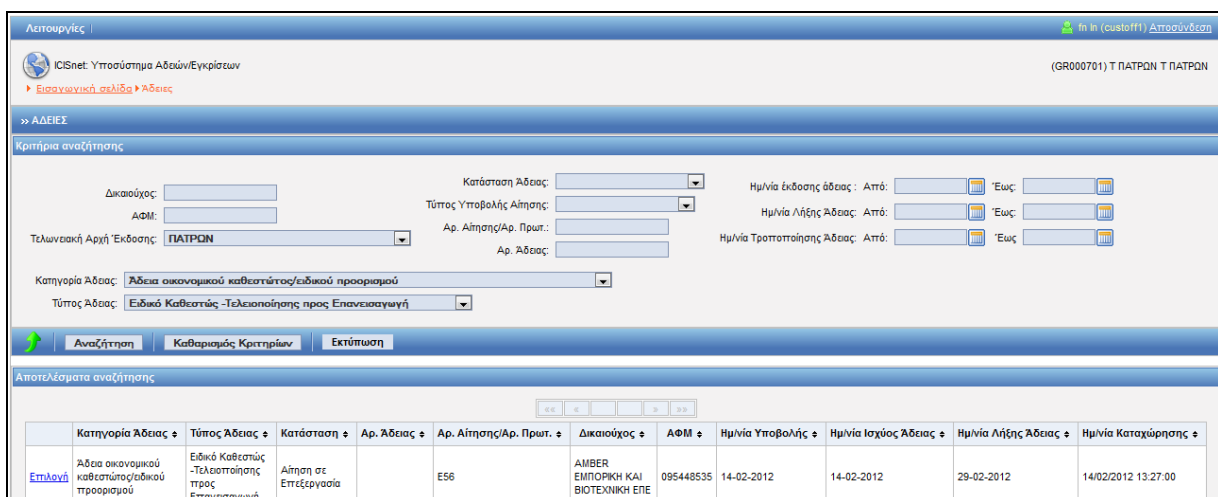 Λειτουργίες
fn ln (custoff1) Αποσύνδεση
ICISnet: Υποσύστημα Αδειών/Εγκρίσεων
(GR000701) Τ ΠΑΤΡΩΝ Τ ΠΑΤΡΩΝ
Εισαγωγική σελίδα Άδειες
» ΑΔΕΙΕΣ
Κριτήρια αναζήτησης
Δικαιούχος:
ΑΦΜ:
Τελωνειακή Αρχή Έκδοσης: ΠΑΤΡΩΝ
Κατάσταση Άδειας:
Τύπος Υποβολής Αίτησης:
Αρ. Αίτησης/Αρ. Πρωτ.:
Αρ. Άδειας:
Ημ/νία έκδοσης άδειας : Από: Έως:
Ημ/νία Λήξης Άδειας: Από: Έως:
Ημ/νία Τροποποίησης Άδειας: Από: Έως
Κατηγορία Άδειας: Άδεια οικονομικού καθεστώτος/ειδικού προορισμού
Τύπος Άδειας: Ειδικό Καθεστώς -Τελειοποίησης προς Επανεισαγωγή
Αναζήτηση Καθαρισμός Κριτηρίων Εκτύπωση
Αποτελέσματα αναζήτησης
«« « » »»
Κατηγορία Άδειας Τύπος Άδειας Κατάσταση Αρ. Άδειας Αρ. Αίτησης/Αρ. Πρωτ. Δικαιούχος ΑΦΜ Ημ/νία Υποβολής Ημ/νία Ισχύος Άδειας Ημ/νία Λήξης Άδειας Ημ/νία Καταχώρησης
Επιλογή
Άδεια οικονομικού
καθεστώτος/ειδικού
προορισμού
Ειδικό Καθεστώς
-Τελειοποίησης
προς
Επανεισαγωγή
Αίτηση σε
Επεξεργασία
E56
AMBER
ΕΜΠΟΡΙΚΗ ΚΑΙ
ΒΙΟΤΕΧΝΙΚΗ ΕΠΕ
095448535
14-02-2012
14-02-2012
29-02-2012
14/02/2012 13:27:00